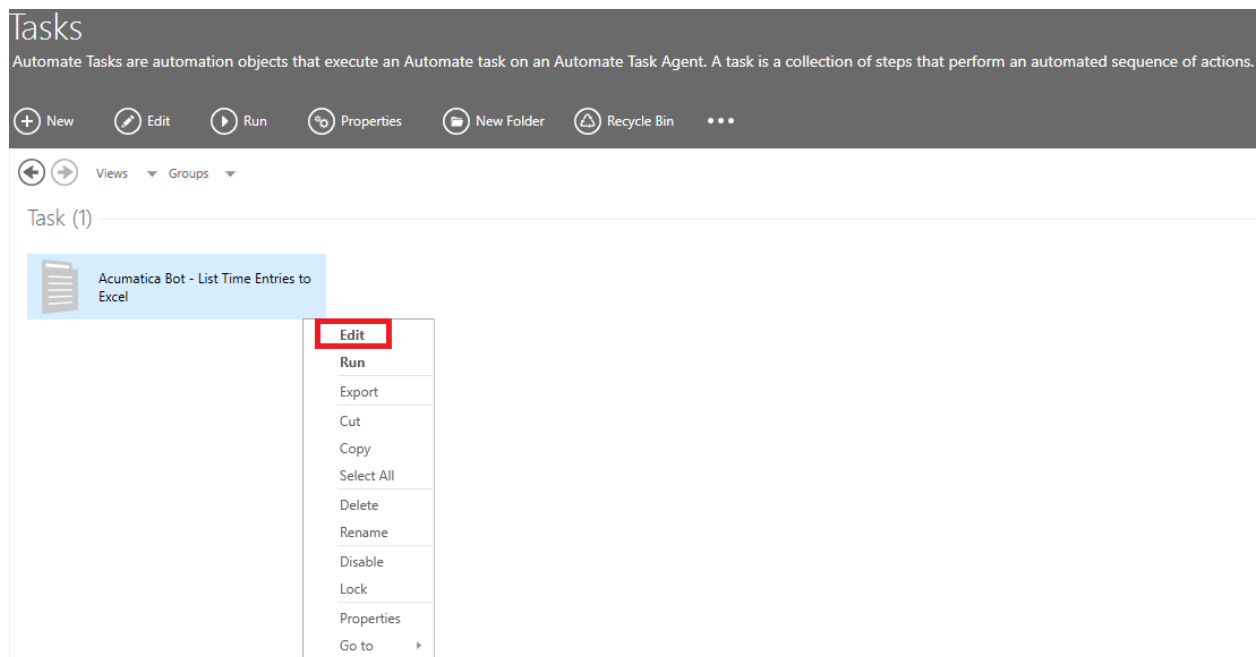 Tasks
Automate Tasks are automation objects that execute an Automate task on an Automate Task Agent. A task is a collection of steps that perform an automated sequence of actions.
New Edit Run Properties New Folder Recycle Bin •••
Views Groups
Task (1)
Acumatica Bot - List Time Entries to
Excel
Edit
Run
Export
Cut
Copy
Select All
Delete
Rename
Disable
Lock
Properties
Go to